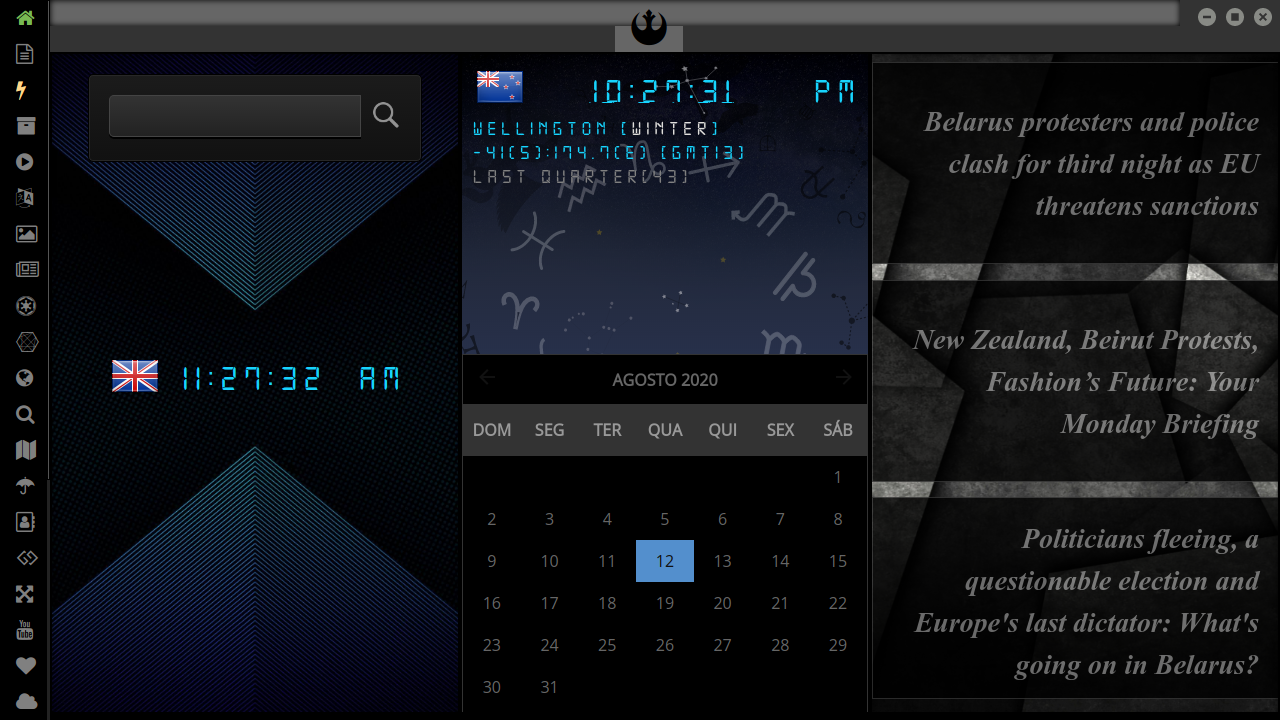 10:27:31 PM
WELLINGTON [WINTER]
-41(S):174.7(E) [GMT13]
LAST QUARTER(43)
11:27:32 AM
AGOSTO 2020
DOM SEG TER QUA QUI SEX SÁB
1
2 3 4 5 6 7 8
9 10 11 12 13 14 15
16 17 18 19 20 21 22
23 24 25 26 27 28 29
30 31
Belarus protesters and police
clash for third night as EU
threatens sanctions
New Zealand, Beirut Protests,
Fashion’s Future: Your
Monday Briefing
Politicians fleeing, a
questionable election and
Europe's last dictator: What's
going on in Belarus?
You
Tube